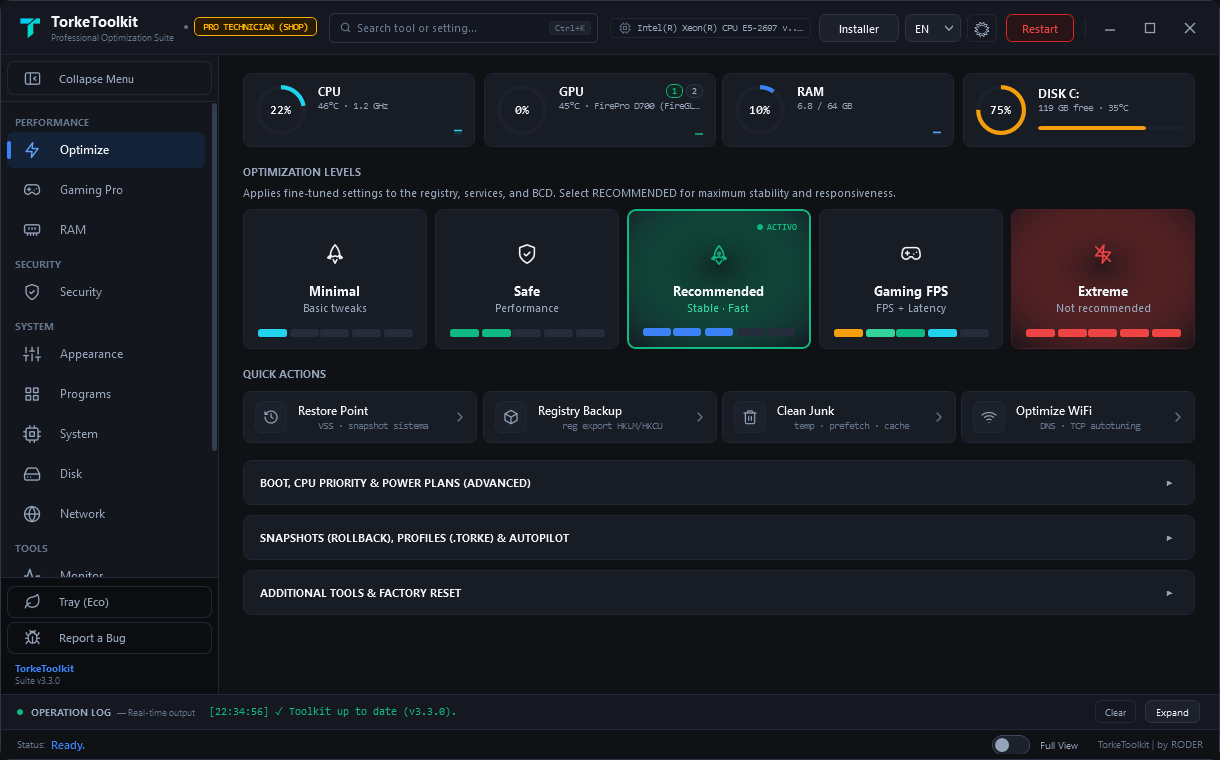 TorkeToolkit
Professional Optimization Suite
PRO TECHNICIAN (SHOP)
Search tool or setting...
Ctrl+K
Intel(R) Xeon(R) CPU E5-2697 v...
Installer
EN
Restart
Collapse Menu
PERFORMANCE
Optimize
Gaming Pro
RAM
SECURITY
Security
SYSTEM
Appearance
Programs
System
Disk
Network
TOOLS
Monitor
Tray (Eco)
Report a Bug
TorkeToolkit
Suite v3.3.0
22%
CPU
46°C · 1.2 GHz
0%
GPU
1 2
45°C · FirePro D700 (FireGL…
10%
RAM
6.8 / 64 GB
75%
DISK C:
119 GB free · 35°C
OPTIMIZATION LEVELS
Applies fine-tuned settings to the registry, services, and BCD. Select RECOMMENDED for maximum stability and responsiveness.
Minimal
Basic tweaks
Safe
Performance
ACTIVO
Recommended
Stable · Fast
Gaming FPS
FPS + Latency
Extreme
Not recommended
QUICK ACTIONS
Restore Point
VSS · snapshot sistema
Registry Backup
reg export HKLM/HKCU
Clean Junk
temp · prefetch · cache
Optimize WiFi
DNS · TCP autotuning
BOOT, CPU PRIORITY & POWER PLANS (ADVANCED)
SNAPSHOTS (ROLLBACK), PROFILES (.TORKE) & AUTOPILOT
ADDITIONAL TOOLS & FACTORY RESET
OPERATION LOG — Real-time output
[22:34:56] ✓ Toolkit up to date (v3.3.0).
Clear
Expand
Status: Ready.
Full View
TorkeToolkit | by RODER